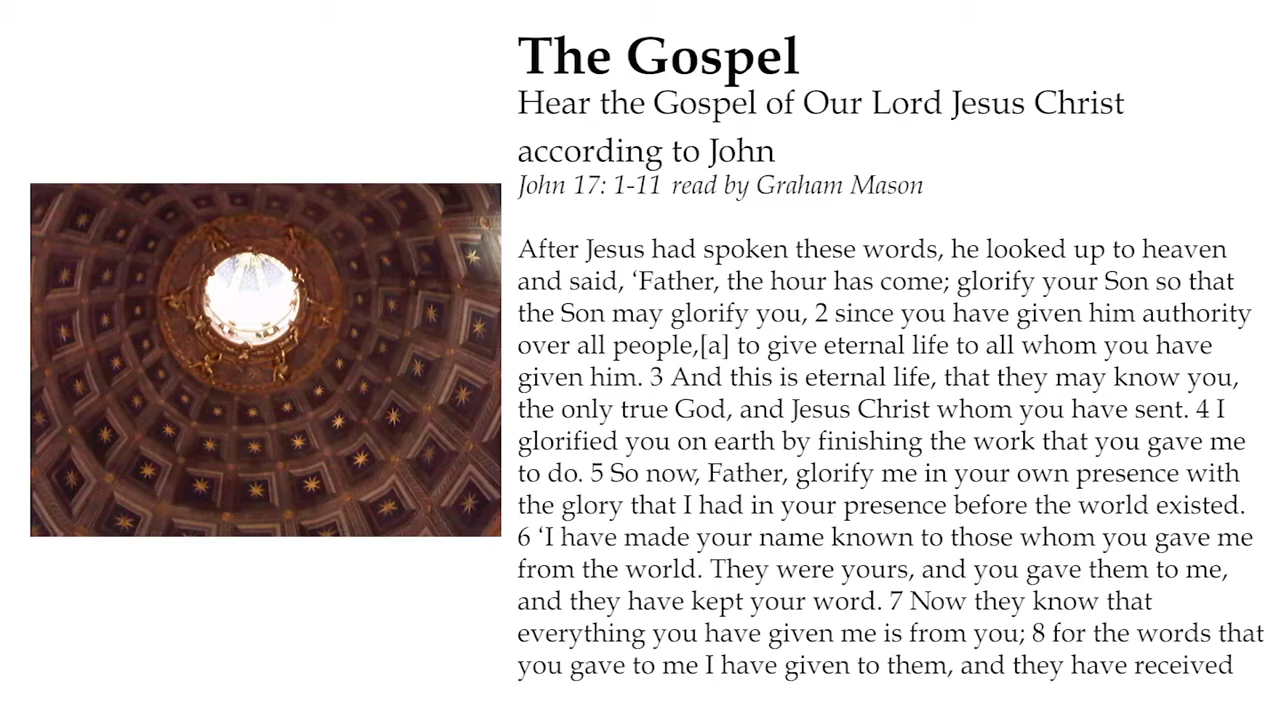 The Gospel
Hear the Gospel of Our Lord Jesus Christ
according to John
John 17: 1-11 read by Graham Mason
After Jesus had spoken these words, he looked up to heaven
and said, ‘Father, the hour has come; glorify your Son so that
the Son may glorify you, 2 since you have given him authority
over all people,[a] to give eternal life to all whom you have
given him. 3 And this is eternal life, that they may know you,
the only true God, and Jesus Christ whom you have sent. 4 I
glorified you on earth by finishing the work that you gave me
to do. 5 So now, Father, glorify me in your own presence with
the glory that I had in your presence before the world existed.
6 ‘I have made your name known to those whom you gave me
from the world. They were yours, and you gave them to me,
and they have kept your word. 7 Now they know that
everything you have given me is from you; 8 for the words that
you gave to me I have given to them, and they have received